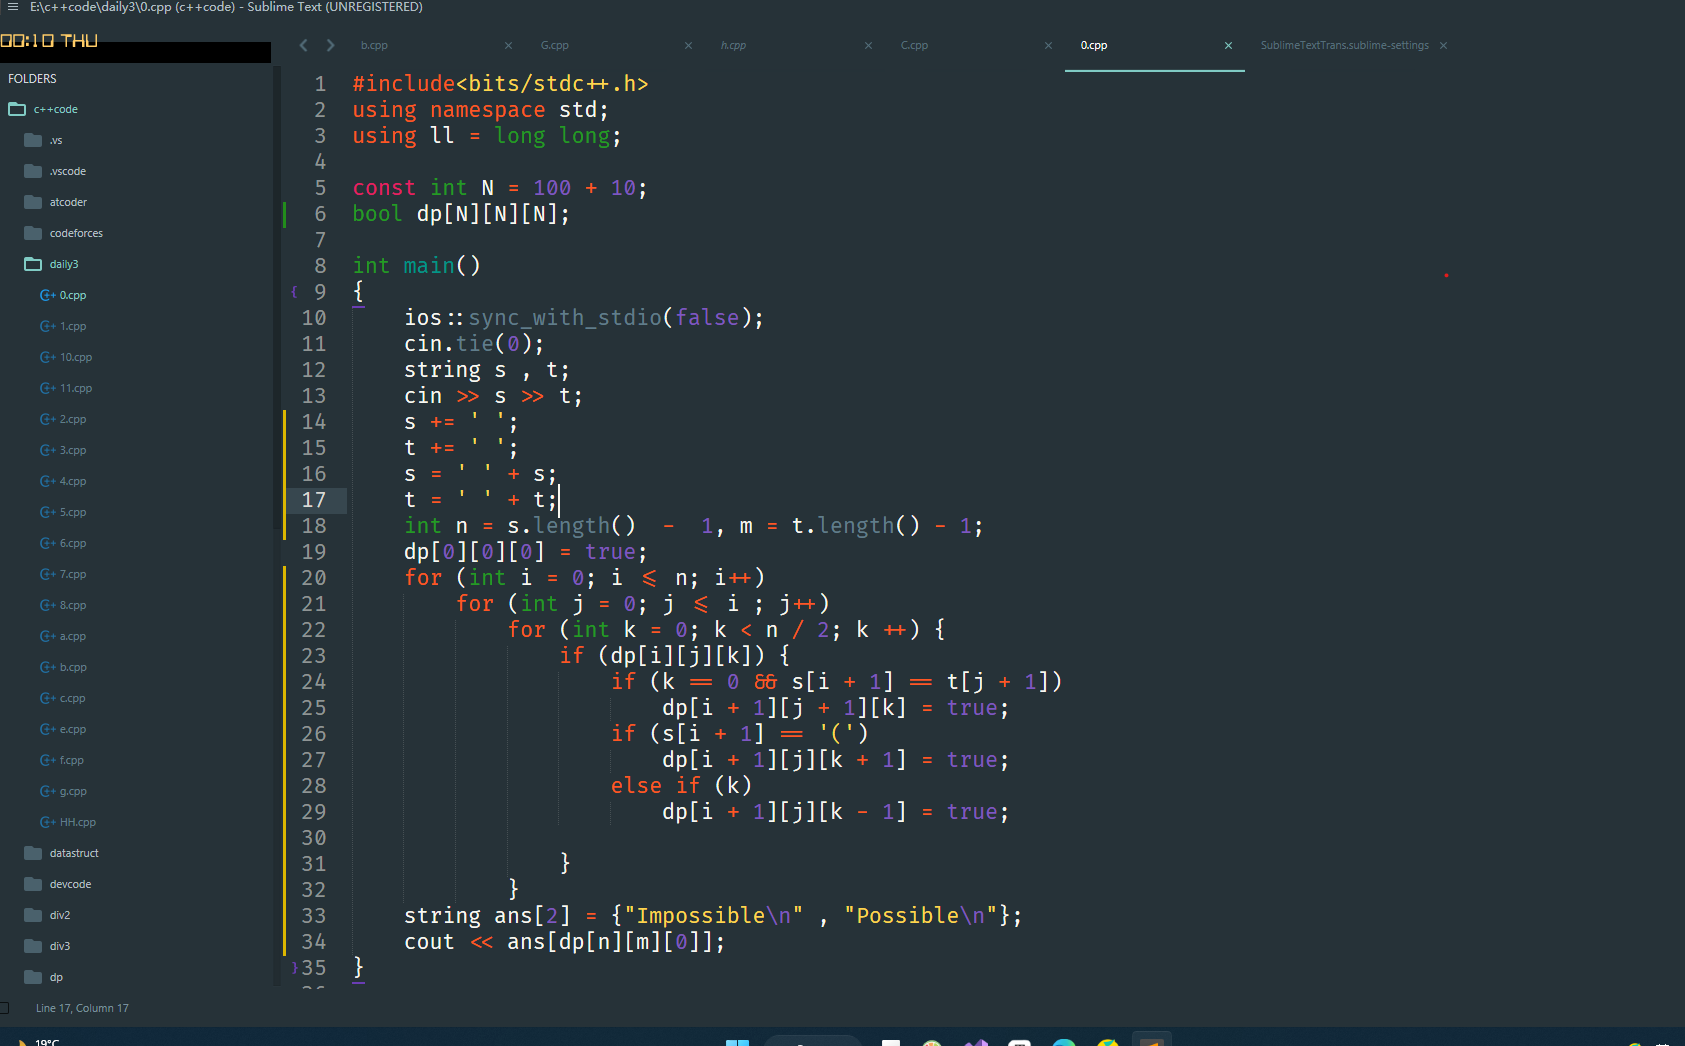 E:\c++code\daily3\0.cpp (c++code) - Sublime Text (UNREGISTERED)
00:10 THU
b.cpp
G.cpp
h.cpp
C.cpp
0.cpp
SublimeTextTrans.sublime-settings
FOLDERS
c++code
.vs
.vscode
atcoder
codeforces
daily3
0.cpp
1.cpp
10.cpp
11.cpp
2.cpp
3.cpp
4.cpp
5.cpp
6.cpp
7.cpp
8.cpp
a.cpp
b.cpp
c.cpp
e.cpp
f.cpp
g.cpp
HH.cpp
datastruct
devcode
div2
div3
dp
1 #include<bits/stdc++.h>
2 using namespace std;
3 using ll = long long;
4
5 const int N = 100 + 10;
6 bool dp[N][N][N];
7
8 int main()
9 {
10 ios::sync_with_stdio(false);
11 cin.tie(0);
12 string s , t;
13 cin >> s >> t;
14 s += ' ';
15 t += ' ';
16 s = ' ' + s;
17 t = ' ' + t;
18 int n = s.length()  -  1, m = t.length() - 1;
19 dp[0][0][0] = true;
20 for (int i = 0; i <= n; i++)
21 for (int j = 0; j <= i ; j++)
22 for (int k = 0; k < n / 2; k ++) {
23 if (dp[i][j][k]) {
24 if (k == 0 && s[i + 1] == t[j + 1])
25 dp[i + 1][j + 1][k] = true;
26 if (s[i + 1] == '(')
27 dp[i + 1][j][k + 1] = true;
28 else if (k)
29 dp[i + 1][j][k - 1] = true;
30
31 }
32 }
33 string ans[2] = {"Impossible\n" , "Possible\n"};
34 cout << ans[dp[n][m][0]];
35 }
Line 17, Column 17
19°C